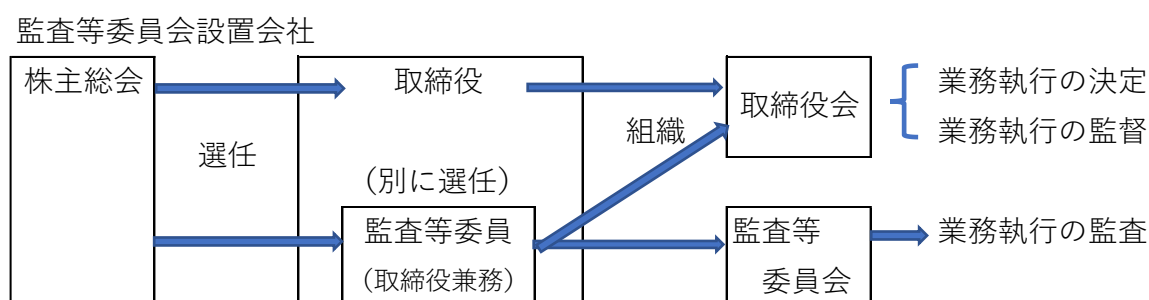 監査等委員会設置会社
株主総会
選任
取締役
(別に選任)
監査等委員
(取締役兼務)
組織
取締役会
業務執行の決定
業務執行の監督
監査等
委員会
業務執行の監査